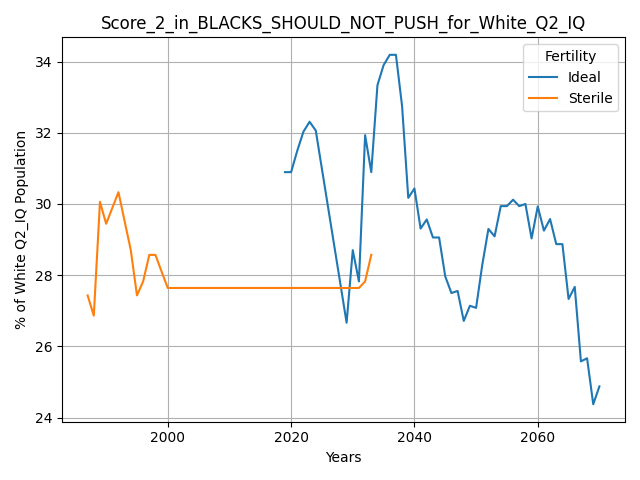 Score_2_in_BLACKS_SHOULD_NOT_PUSH_for_White_Q2_IQ
Fertility
Ideal
Sterile
% of White Q2_IQ Population
34
32
30
28
26
24
2000 2020 2040 2060
Years